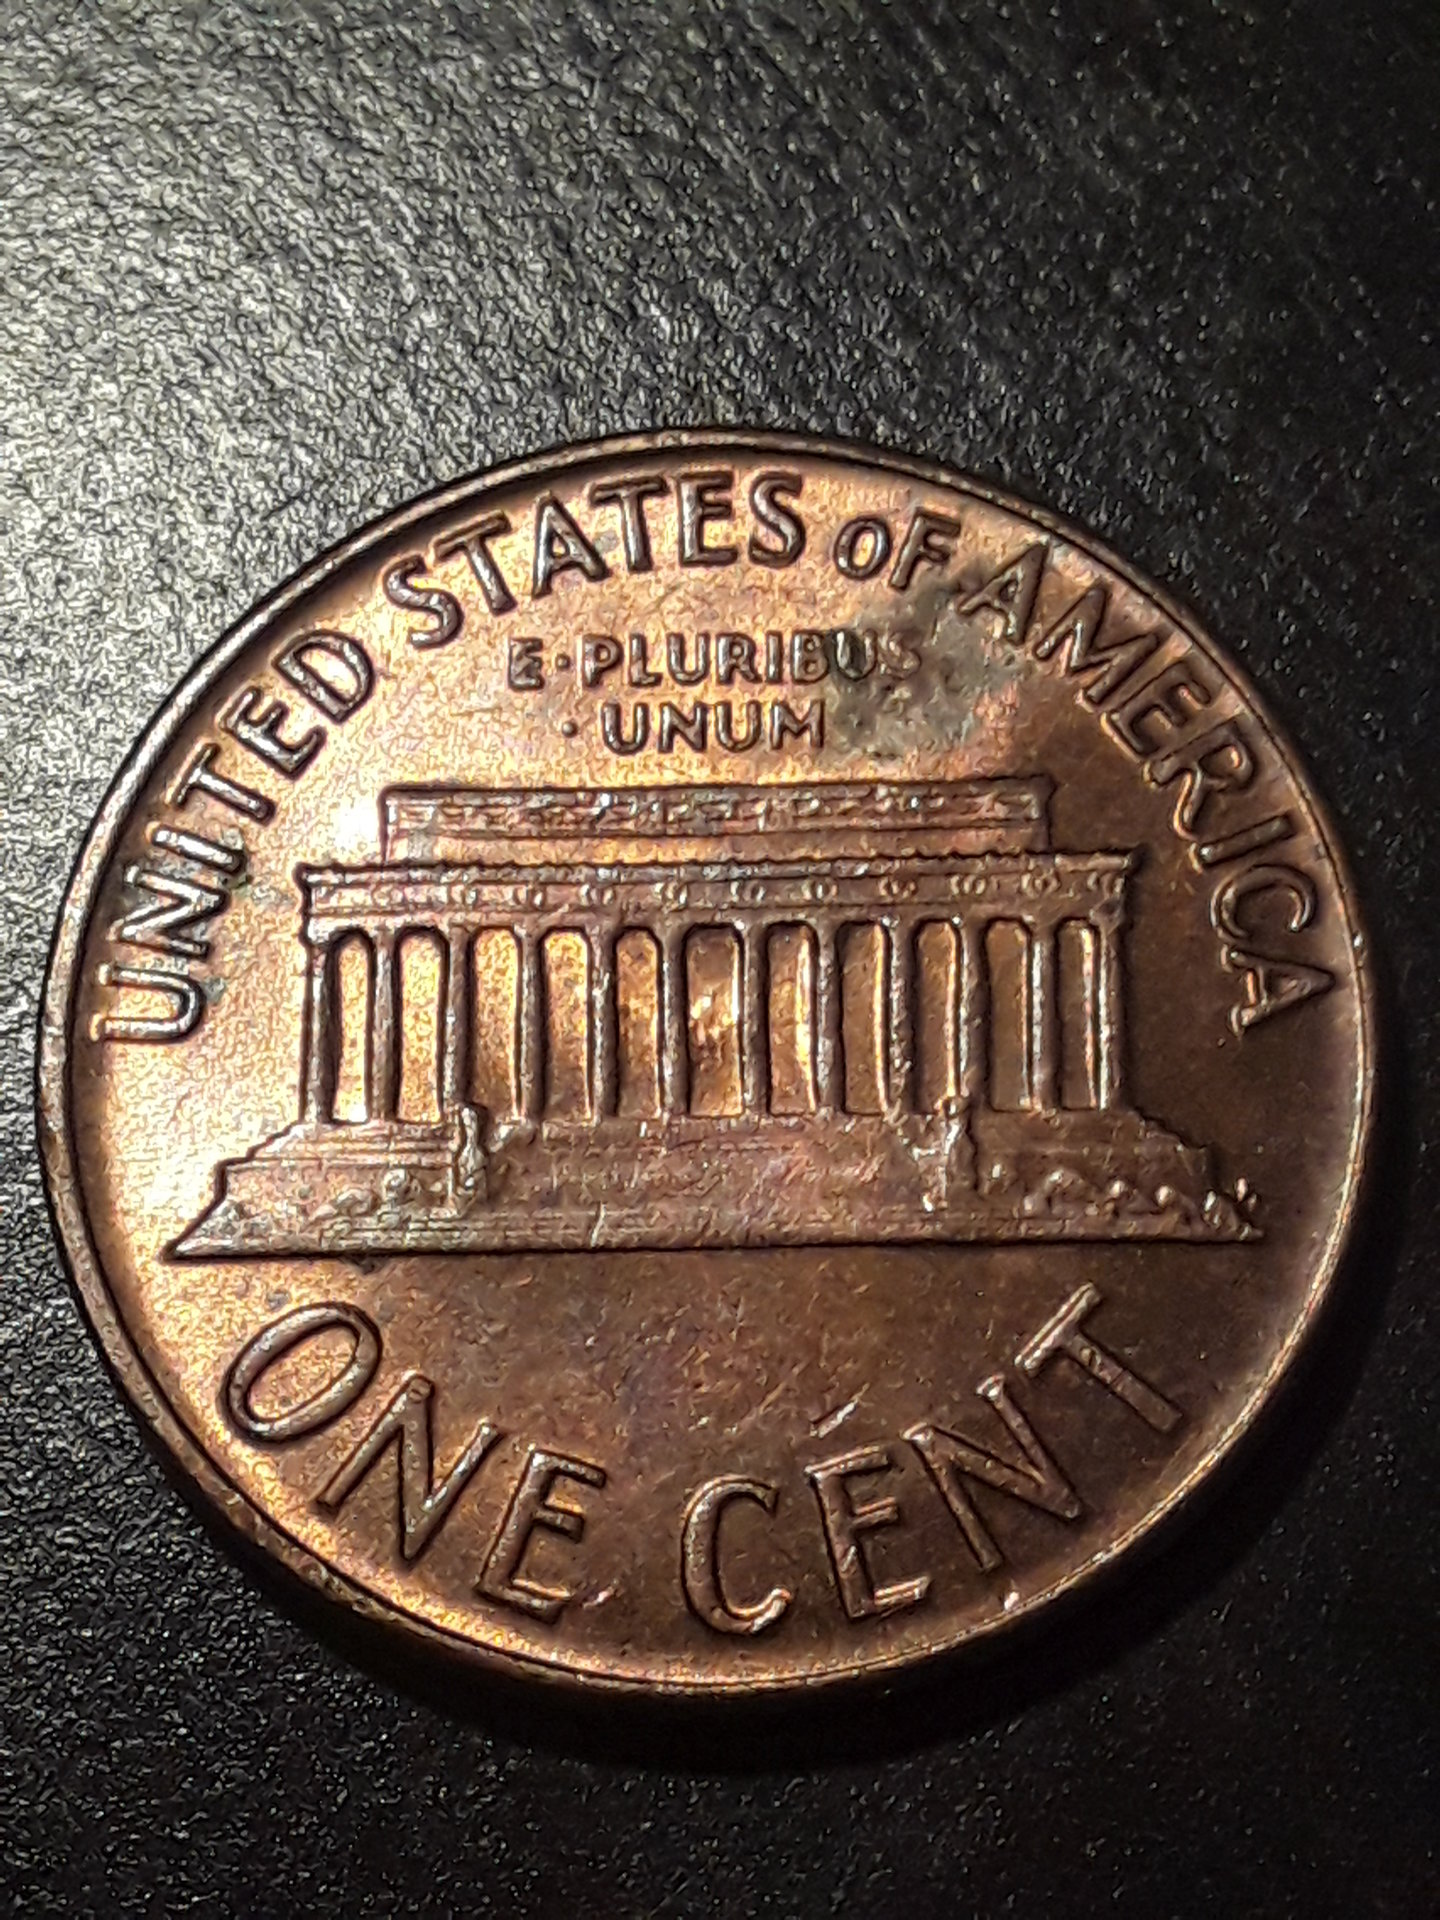 UNITED STATES OF AMERICA
E·PLURIBUS
·UNUM
ONE CENT